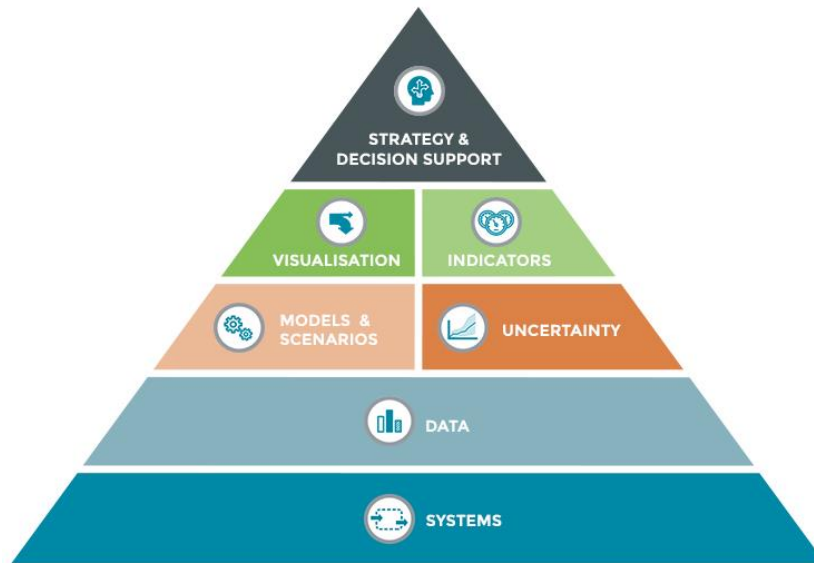 STRATEGY &
DECISION SUPPORT
VISUALISATION
INDICATORS
MODELS &
SCENARIOS
UNCERTAINTY
DATA
SYSTEMS